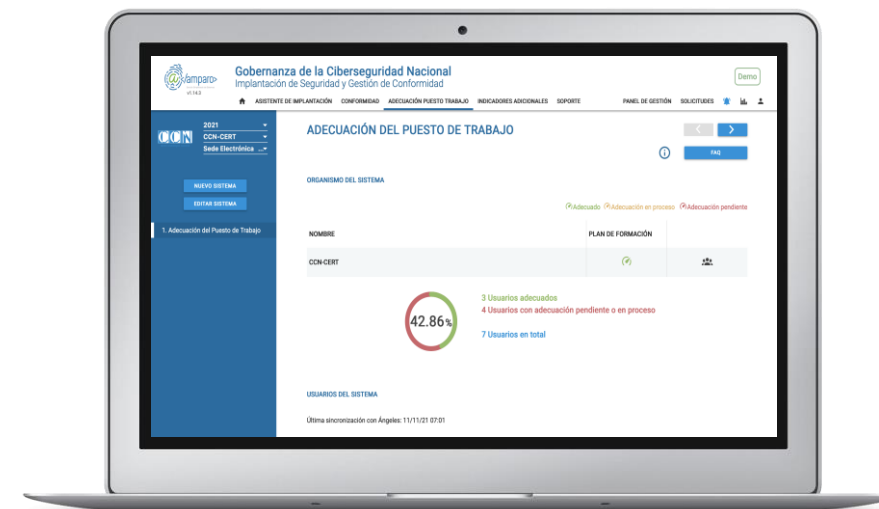 amparo
v1.14.3
Gobernanza de la Ciberseguridad Nacional
Implantación de Seguridad y Gestión de Conformidad
Demo
ASISTENTE DE IMPLANTACIÓN CONFORMIDAD ADECUACIÓN PUESTO TRABAJO INDICADORES ADICIONALES SOPORTE PANEL DE GESTIÓN SOLICITUDES
CCN
2021
CCN-CERT
Sede Electrónica ...
NUEVO SISTEMA
EDITAR SISTEMA
1. Adecuación del Puesto de Trabajo
ADECUACIÓN DEL PUESTO DE TRABAJO
FAQ
ORGANISMO DEL SISTEMA
Adecuado Adecuación en proceso Adecuación pendiente
NOMBRE PLAN DE FORMACIÓN
CCN-CERT
42.86%
3 Usuarios adecuados
4 Usuarios con adecuación pendiente o en proceso
7 Usuarios en total
USUARIOS DEL SISTEMA
Última sincronización con Ángeles: 11/11/21 07:01